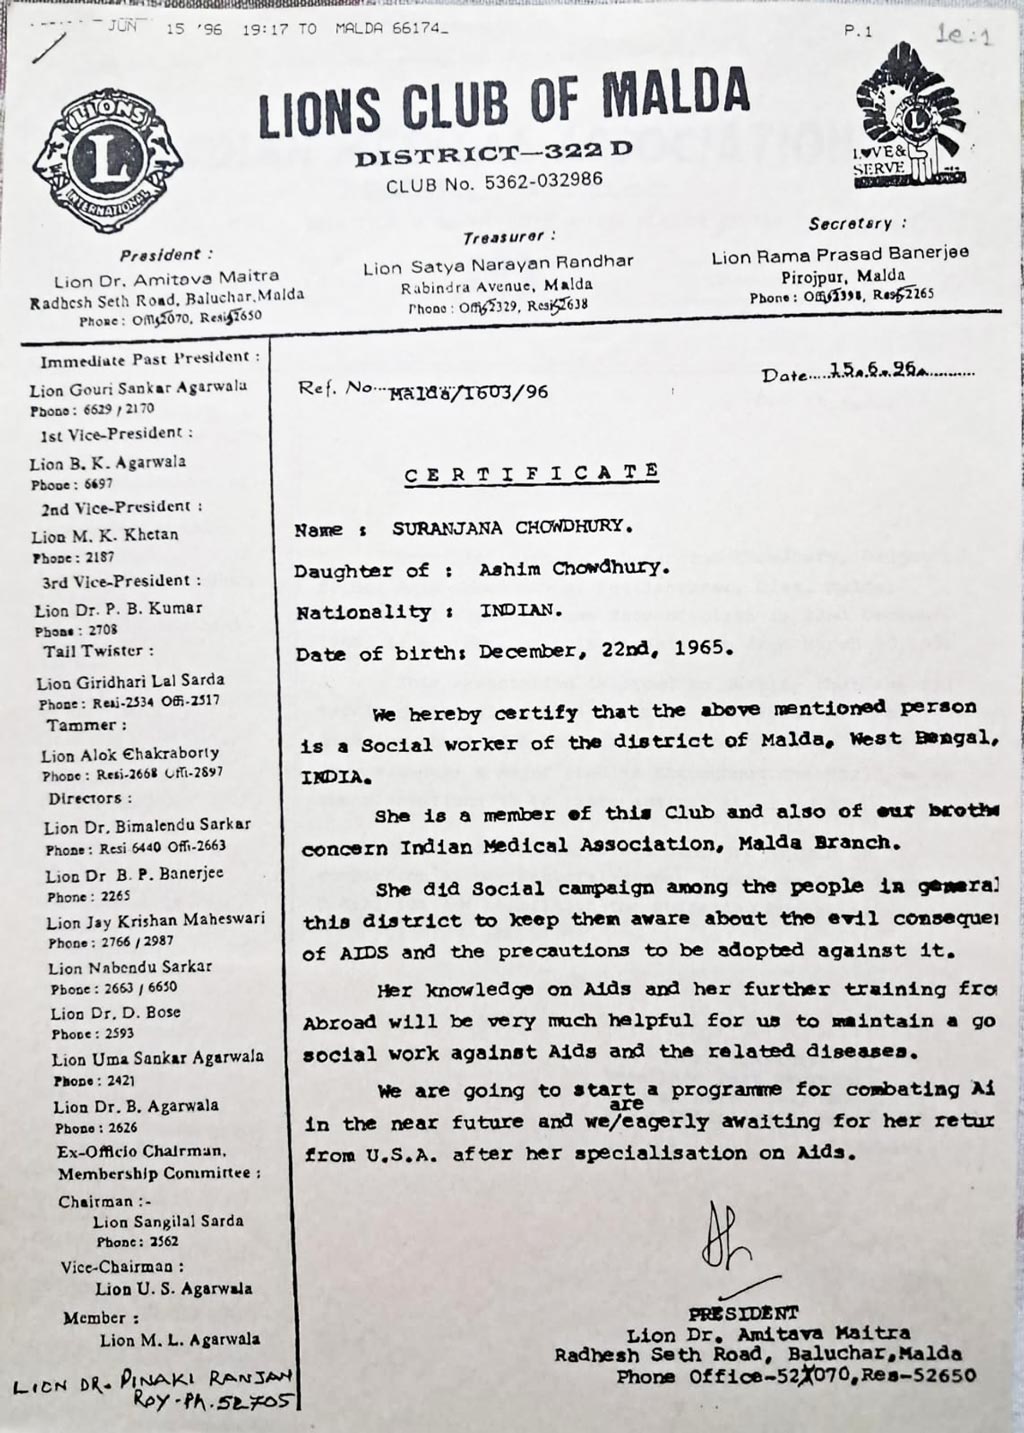 JUN 15 '96 19:17 TO MALDA 66174
P.1
LIONS
L
INTERNATIONAL
LIONS CLUB OF MALDA
DISTRICT—322 D
CLUB No. 5362-032986
LOVE &
SERVE
President :
Lion Dr. Amitava Maitra
Radhesh Seth Road, Baluchar, Malda
Phone : Offi 52070, Resi 52650
Treasurer :
Lion Satya Narayan Randhar
Rabindra Avenue, Malda
Secretary :
Lion Rama Prasad Banerjee
Pirojpur, Malda
Immediate Past President :
Lion Gouri Sankar Agarwala
Phone : 6629 / 2170
1st Vice-President :
Lion B. K. Agarwala
Phone : 6697
2nd Vice-President :
Lion M. K. Khetan
Phone : 2187
3rd Vice-President :
Lion Dr. P. B. Kumar
Phone : 2708
Tail Twister :
Lion Giridhari Lal Sarda
Phone : Resi-2534 Offi-2517
Tammer :
Lion Alok Chakraborty
Phone : Resi-2668 Offi-2897
Directors :
Lion Dr. Bimalendu Sarkar
Phone : Resi 6440 Offi-2663
Lion Dr B. P. Banerjee
Phone : 2265
Lion Jay Krishan Maheswari
Phone : 2766 / 2987
Lion Nabendu Sarkar
Phone : 2663 / 6650
Lion Dr. D. Bose
Phone : 2593
Lion Uma Sankar Agarwala
Phone : 2421
Lion Dr. B. Agarwala
Phone : 2626
Ex-Officio Chairman,
Membership Committee :
Chairman :-
Lion Sangilal Sarda
Phone : 2562
Vice-Chairman :
Lion U. S. Agarwala
Member :
Lion M. L. Agarwala
LION DR. PINAKI RANJAN
ROY-PH. 52705
Ref. No...Malda/1603/96
Date.....15.6.96...........
C E R T I F I C A T E
Name : SURANJANA CHOWDHURY.
Daughter of : Ashim Chowdhury.
Nationality : INDIAN.
Date of birth: December, 22nd, 1965.
We hereby certify that the above mentioned person
is a Social worker of the district of Malda, West Bengal,
INDIA.
She is a member of this Club and also of our broth
concern Indian Medical Association, Malda Branch.
She did Social campaign among the people in general
this district to keep them aware about the evil conseque
of AIDS and the precautions to be adopted against it.
Her knowledge on Aids and her further training fro
Abroad will be very much helpful for us to maintain a go
social work against Aids and the related diseases.
We are going to start a programme for combating Ai
are
in the near future and we/eagerly awaiting for her retur
from U.S.A. after her specialisation on Aids.
PRESIDENT
Lion Dr. Amitava Maitra
Radhesh Seth Road, Baluchar, Malda
Phone Office-52070, Res-52650